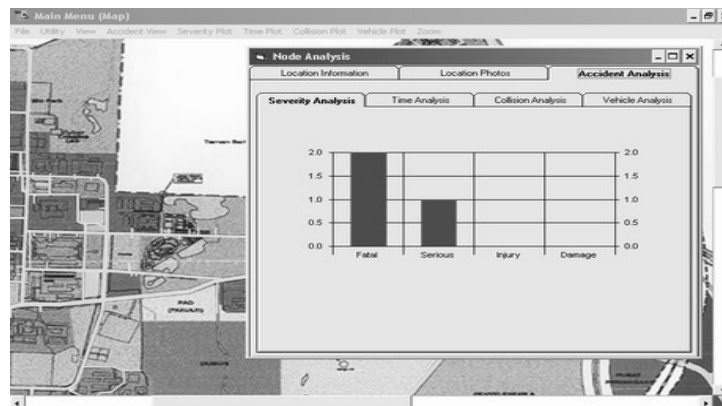 Main Menu (Map)
File Utility View Accident View Severity Plot Time Plot Collision Plot Vehicle Plot Zoom
Node Analysis
Location Information Location Photos Accident Analysis
Severity Analysis Time Analysis Collision Analysis Vehicle Analysis
2.0 2.0
1.5 1.5
1.0 1.0
0.5 0.5
0.0 0.0
Fatal Serious Injury Damage
PAD